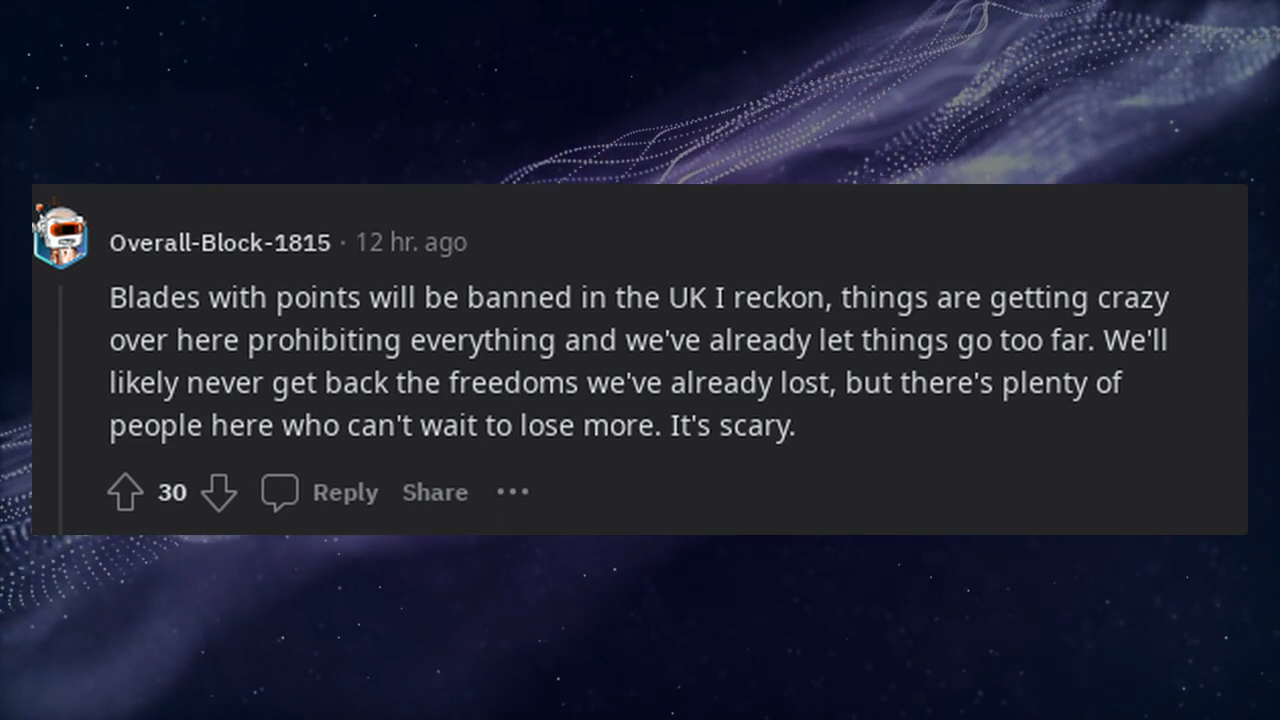 Overall-Block-1815 · 12 hr. ago
Blades with points will be banned in the UK I reckon, things are getting crazy
over here prohibiting everything and we've already let things go too far. We'll
likely never get back the freedoms we've already lost, but there's plenty of
people here who can't wait to lose more. It's scary.
30 Reply Share •••